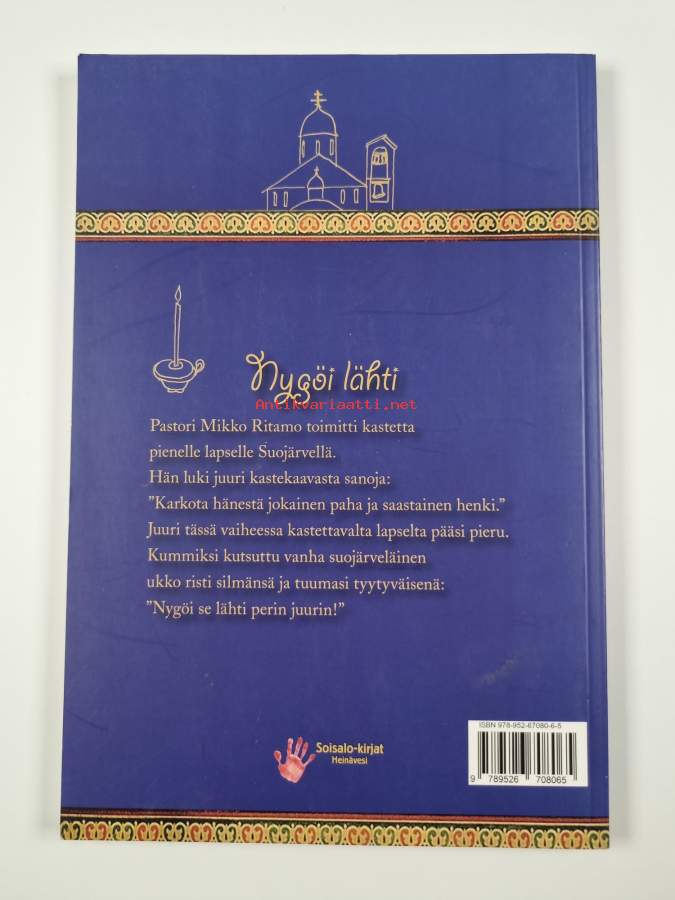 Nygöi lähti
Antikvariaatti.net
Pastori Mikko Ritamo toimitti kastetta
pienelle lapselle Suojärvellä.
Hän luki juuri kastekaavasta sanoja:
”Karkota hänestä jokainen paha ja saastainen henki.”
Juuri tässä vaiheessa kastettavalta lapselta pääsi pieru.
Kummiksi kutsuttu vanha suojärveläinen
ukko risti silmänsä ja tuumasi tyytyväisenä:
”Nygöi se lähti perin juurin!”
ISBN 978-952-67080-6-5
9 789526 708065
Soisalo-kirjat
Heinävesi